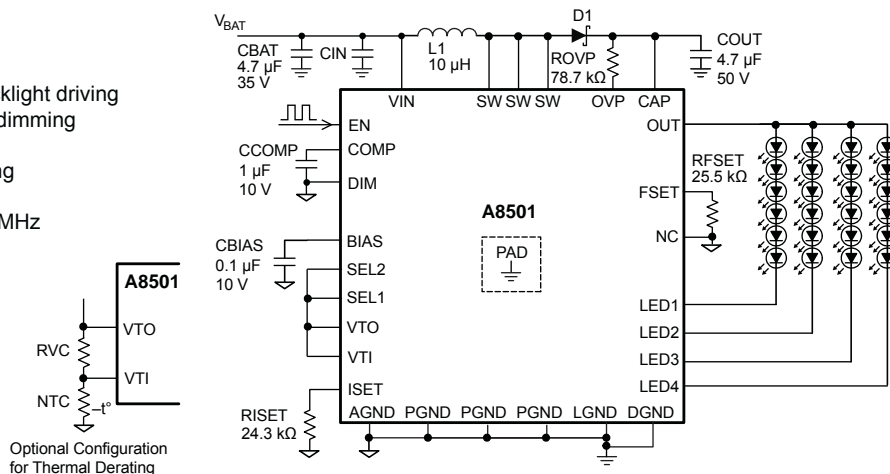 klight driving
dimming
ng
MHz
A8501
VTO
VTI
RVC
NTC
–t°
Optional Configuration
for Thermal Derating
VBAT
CBAT
4.7 µF
35 V
CIN
L1
10 µH
D1
ROVP
78.7 kΩ
COUT
4.7 µF
50 V
VIN
SW SW SW
OVP
CAP
EN
COMP
DIM
CCOMP
1 µF
10 V
CBIAS
0.1 µF
10 V
BIAS
SEL2
SEL1
VTO
VTI
ISET
RISET
24.3 kΩ
A8501
PAD
OUT
FSET
NC
RFSET
25.5 kΩ
LED1
LED2
LED3
LED4
AGND PGND PGND PGND LGND DGND